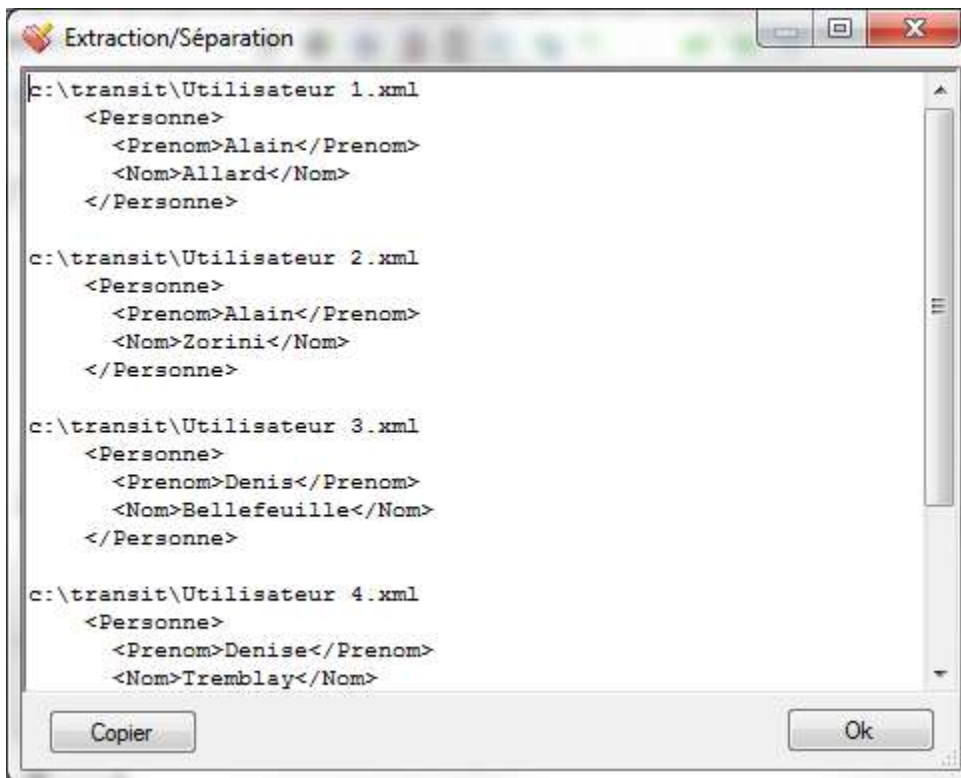 Extraction/Séparation
c:\transit\Utilisateur 1.xml
<Personne>
<Prenom>Alain</Prenom>
<Nom>Allard</Nom>
</Personne>
c:\transit\Utilisateur 2.xml
<Personne>
<Prenom>Alain</Prenom>
<Nom>Zorini</Nom>
</Personne>
c:\transit\Utilisateur 3.xml
<Personne>
<Prenom>Denis</Prenom>
<Nom>Bellefeuille</Nom>
</Personne>
c:\transit\Utilisateur 4.xml
<Personne>
<Prenom>Denise</Prenom>
<Nom>Tremblay</Nom>
Copier
Ok